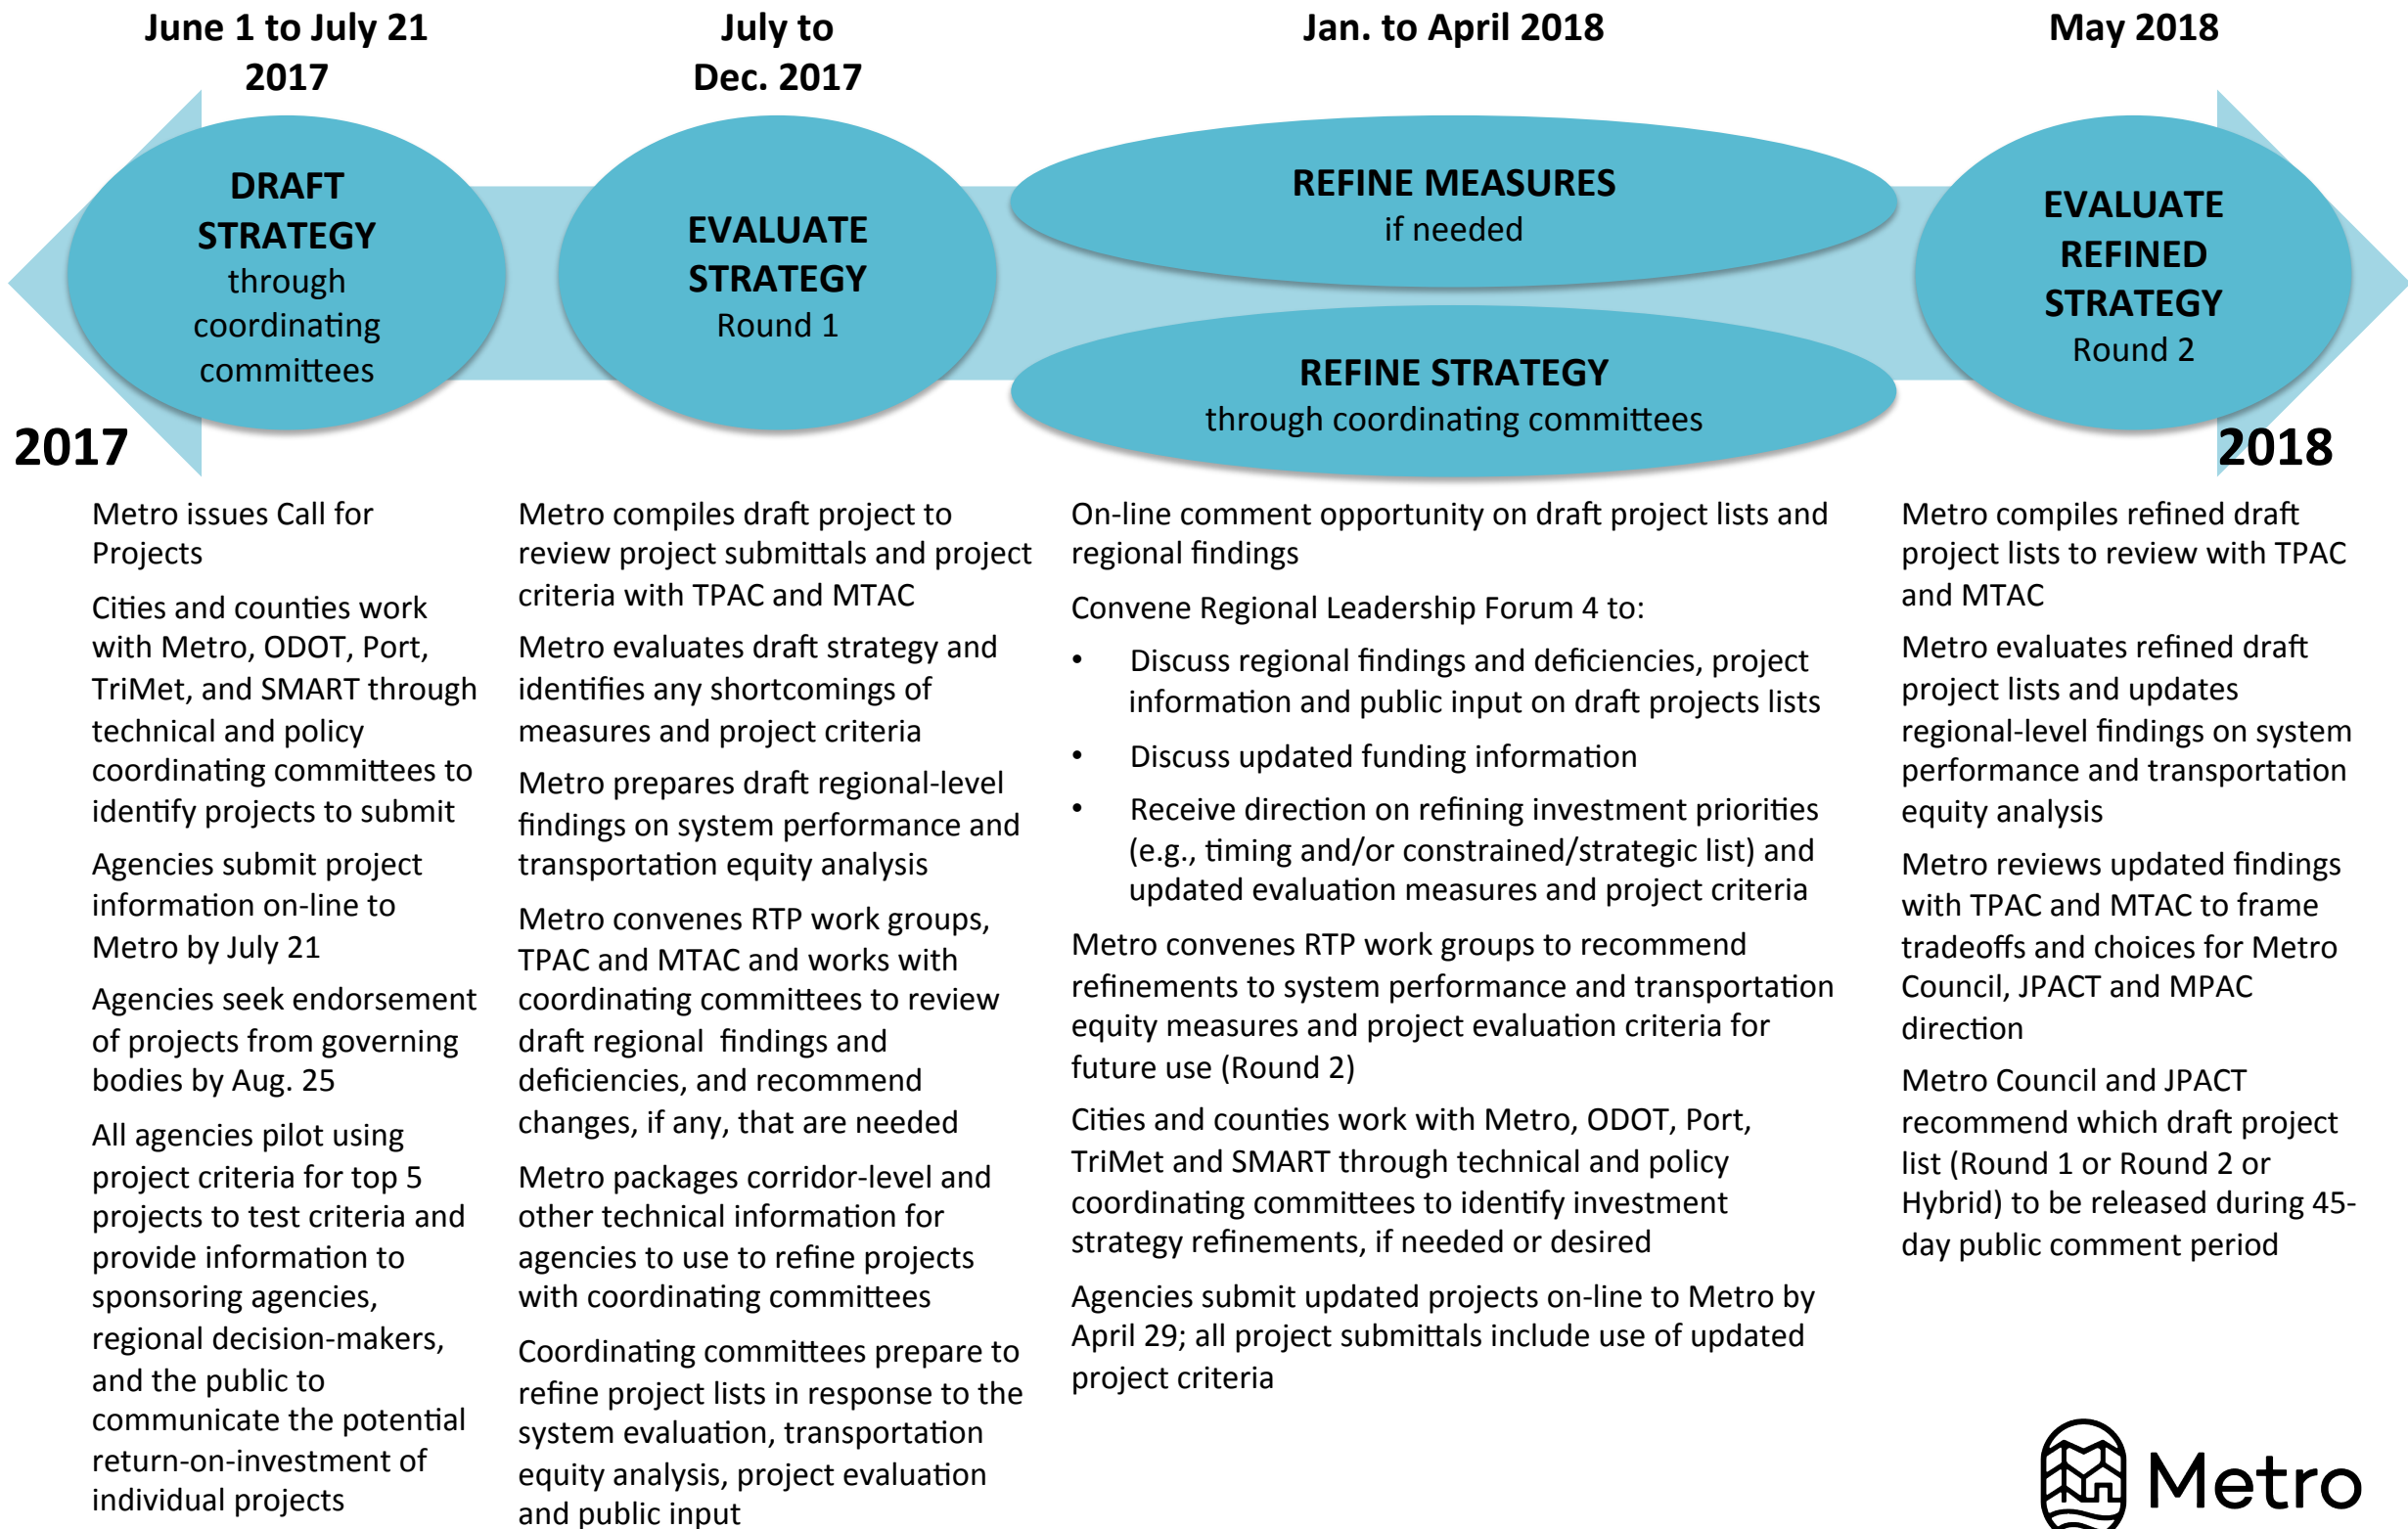 June 1 to July 21
2017
July to
Dec. 2017
Jan. to April 2018
May 2018
DRAFT
STRATEGY
through
coordinating
committees
EVALUATE
STRATEGY
Round 1
REFINE MEASURES
if needed
REFINE STRATEGY
through coordinating committees
EVALUATE
REFINED
STRATEGY
Round 2
2017
2018
Metro issues Call for
Projects
Cities and counties work
with Metro, ODOT, Port,
TriMet, and SMART through
technical and policy
coordinating committees to
identify projects to submit
Agencies submit project
information on-line to
Metro by July 21
Agencies seek endorsement
of projects from governing
bodies by Aug. 25
All agencies pilot using
project criteria for top 5
projects to test criteria and
provide information to
sponsoring agencies,
regional decision-makers,
and the public to
communicate the potential
return-on-investment of
individual projects
Metro compiles draft project to
review project submittals and project
criteria with TPAC and MTAC
Metro evaluates draft strategy and
identifies any shortcomings of
measures and project criteria
Metro prepares draft regional-level
findings on system performance and
transportation equity analysis
Metro convenes RTP work groups,
TPAC and MTAC and works with
coordinating committees to review
draft regional findings and
deficiencies, and recommend
changes, if any, that are needed
Metro packages corridor-level and
other technical information for
agencies to use to refine projects
with coordinating committees
Coordinating committees prepare to
refine project lists in response to the
system evaluation, transportation
equity analysis, project evaluation
and public input
On-line comment opportunity on draft project lists and
regional findings
Convene Regional Leadership Forum 4 to:
• Discuss regional findings and deficiencies, project
information and public input on draft projects lists
• Discuss updated funding information
• Receive direction on refining investment priorities
(e.g., timing and/or constrained/strategic list) and
updated evaluation measures and project criteria
Metro convenes RTP work groups to recommend
refinements to system performance and transportation
equity measures and project evaluation criteria for
future use (Round 2)
Cities and counties work with Metro, ODOT, Port,
TriMet and SMART through technical and policy
coordinating committees to identify investment
strategy refinements, if needed or desired
Agencies submit updated projects on-line to Metro by
April 29; all project submittals include use of updated
project criteria
Metro compiles refined draft
project lists to review with TPAC
and MTAC
Metro evaluates refined draft
project lists and updates
regional-level findings on system
performance and transportation
equity analysis
Metro reviews updated findings
with TPAC and MTAC to frame
tradeoffs and choices for Metro
Council, JPACT and MPAC
direction
Metro Council and JPACT
recommend which draft project
list (Round 1 or Round 2 or
Hybrid) to be released during 45-
day public comment period
Metro